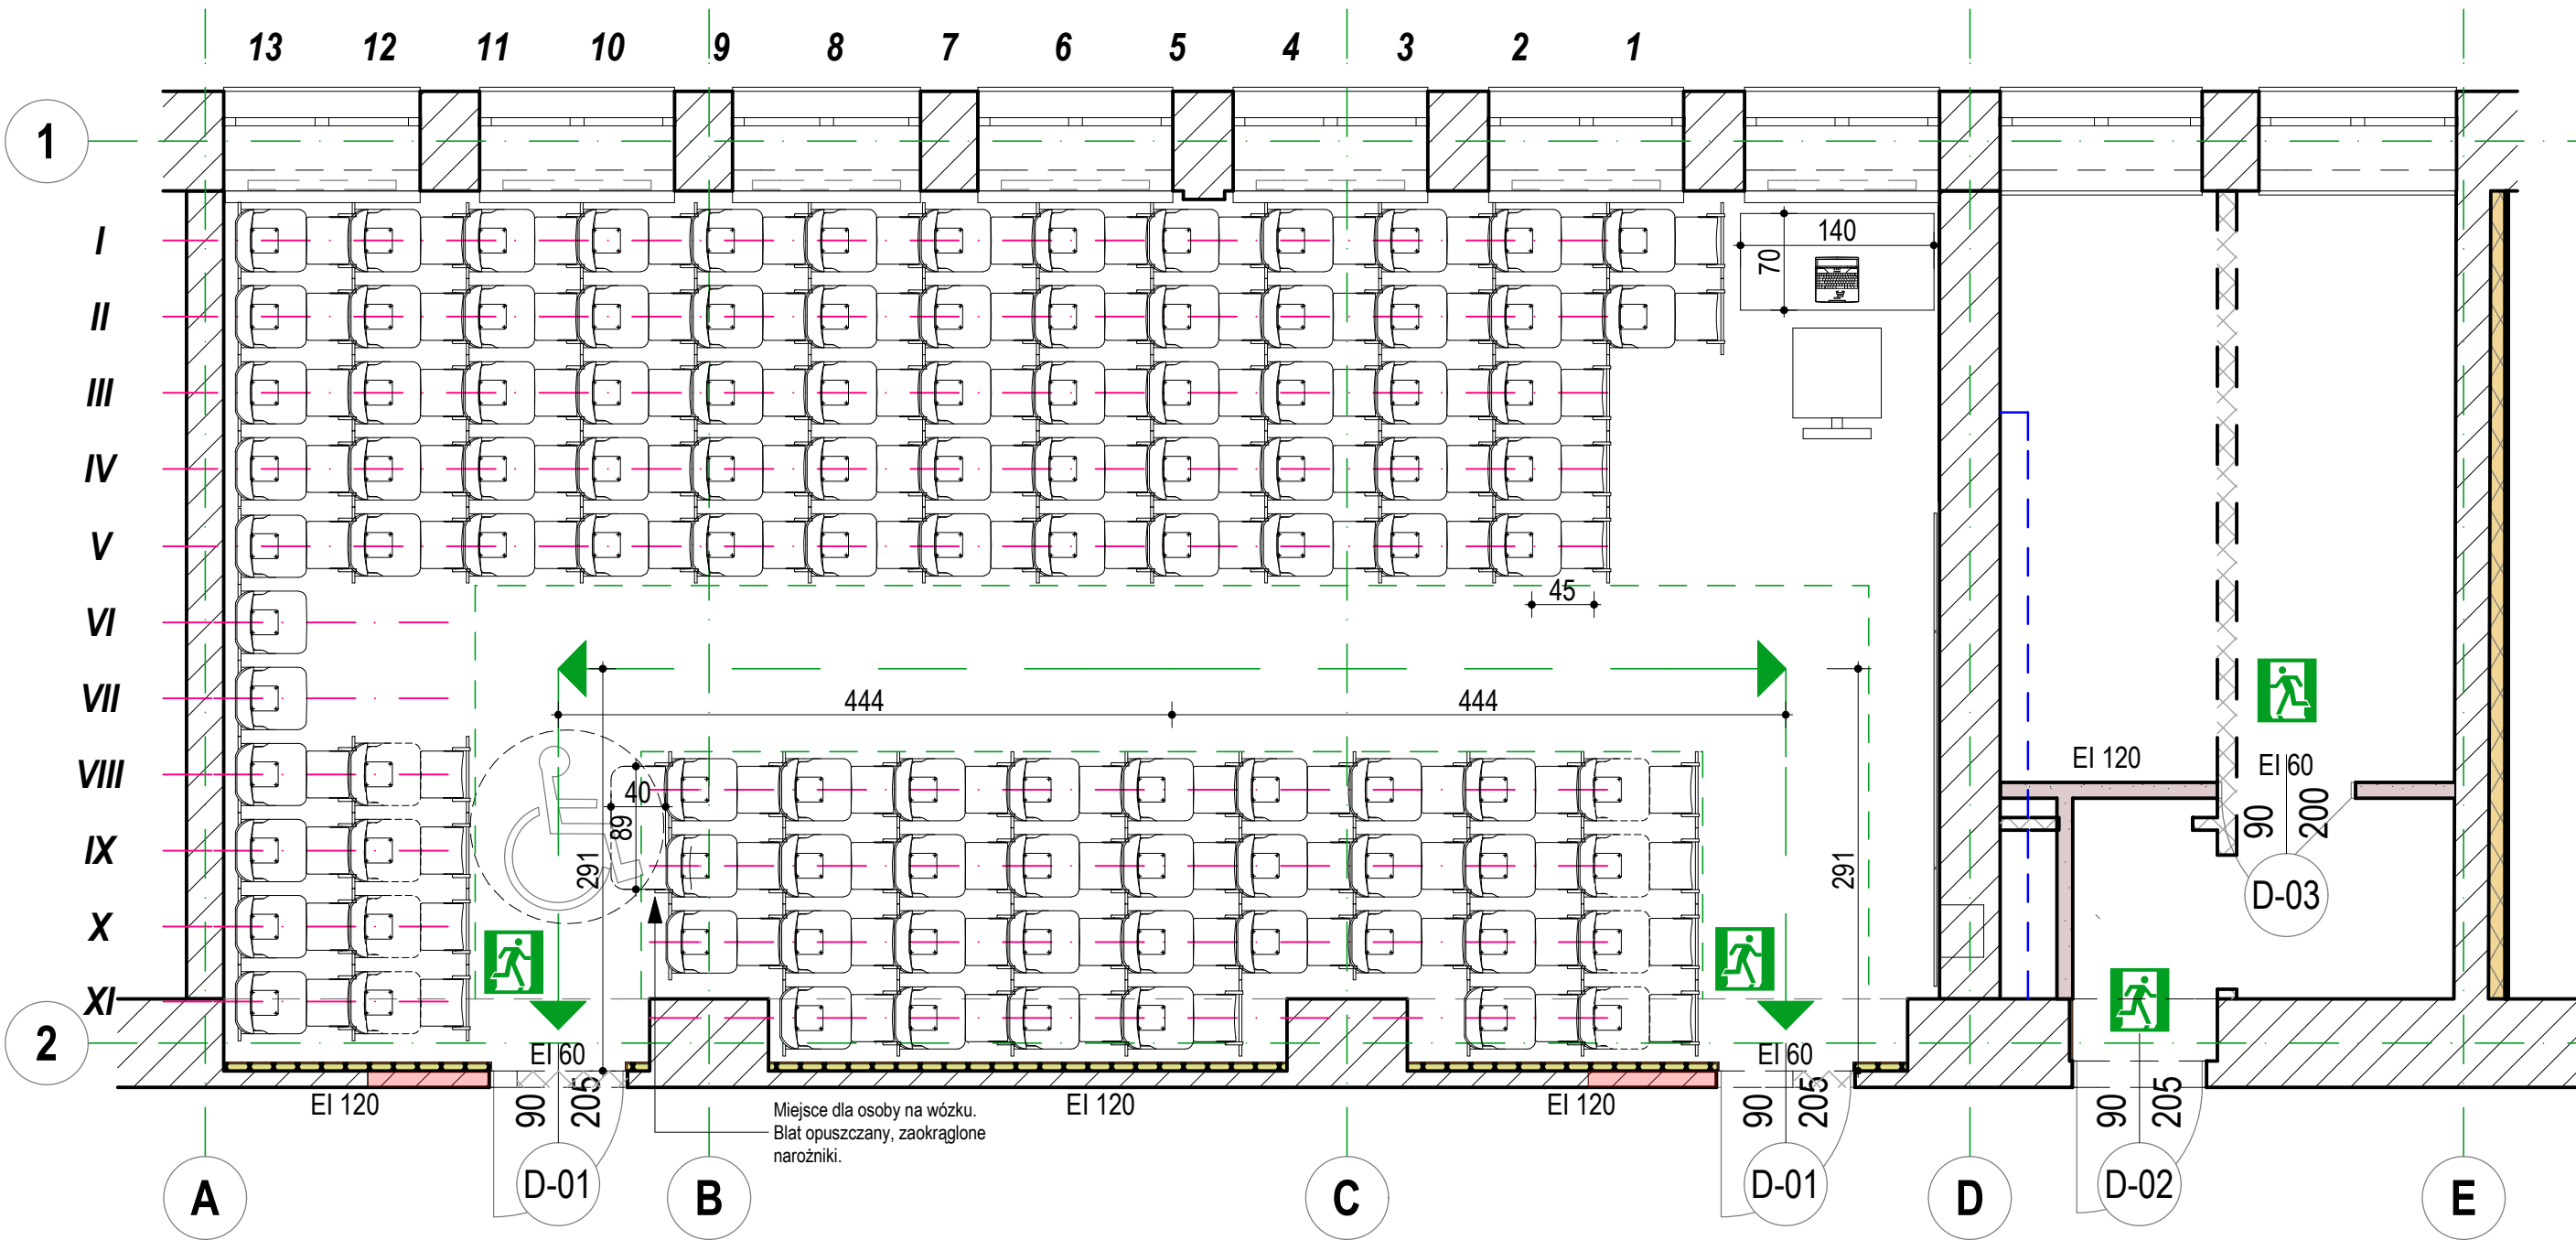 13 12 11 10 9 8 7 6 5 4 3 2 1
1
I
140
70
II
III
IV
V
45
VI
VII
444 444
VIII
EI 120
EI 60
40
89
90
200
IX
291
291
D-03
X
XI
2
EI 60
EI 60
90
205
90
205
90
205
EI 120
EI 120
EI 120
Miejsce dla osoby na wózku.
Blat opuszczany, zaokrąglone
narożniki.
D-01
D-01
D-02
A
B
C
D
E